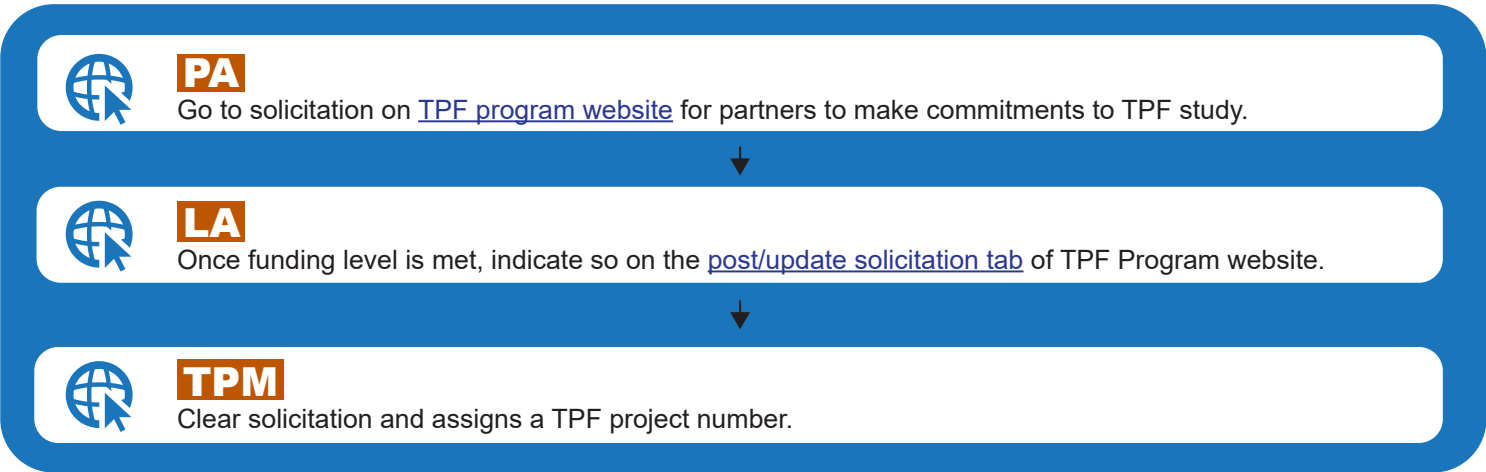 PA
Go to solicitation on TPF program website for partners to make commitments to TPF study.
LA
Once funding level is met, indicate so on the post/update solicitation tab of TPF Program website.
TPM
Clear solicitation and assigns a TPF project number.